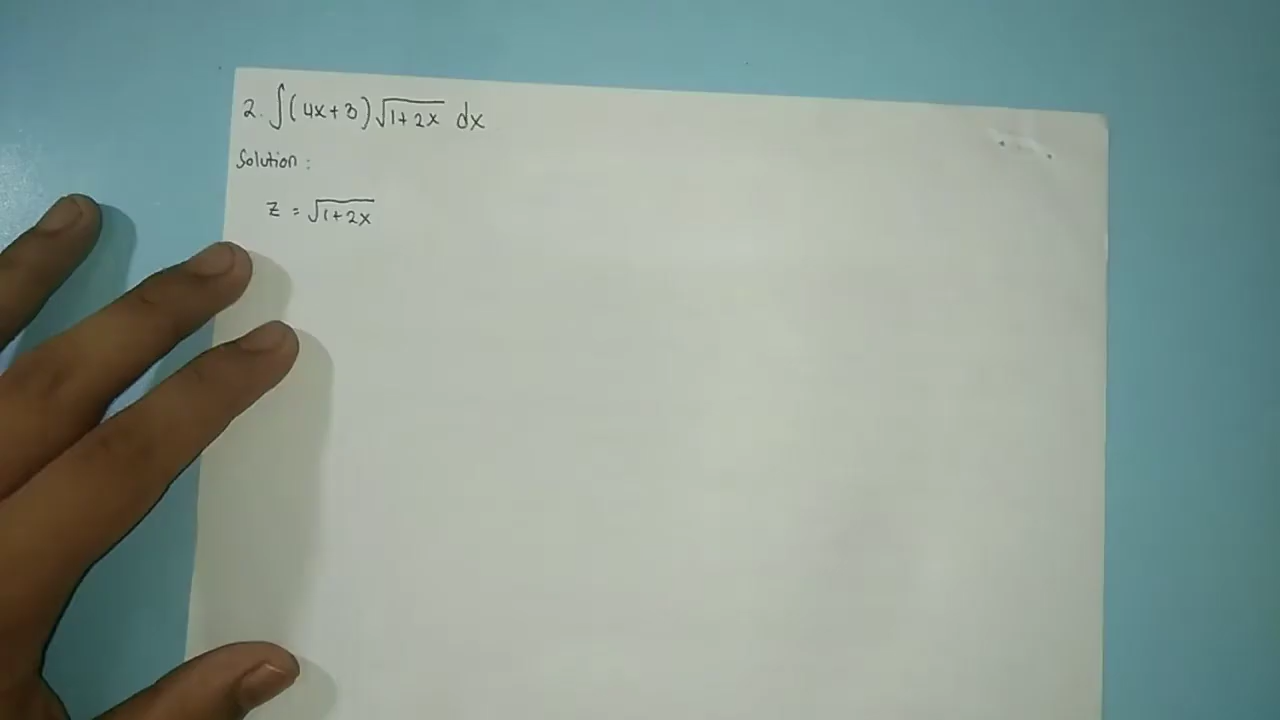 2. ∫(4x+3)√1+2x dx
Solution :
z = √1+2x